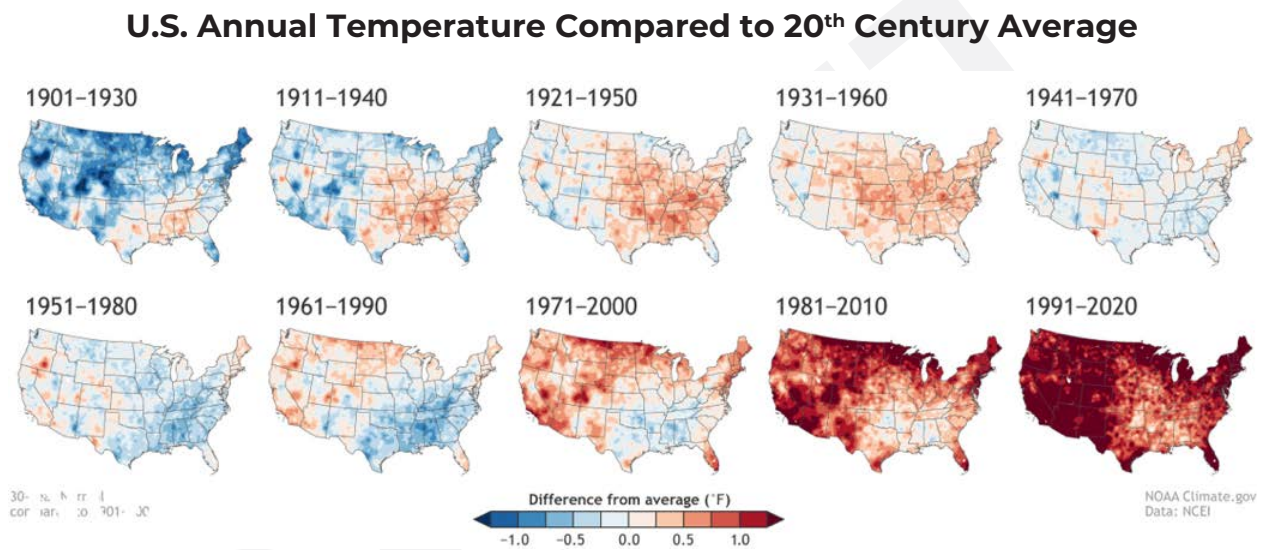 U.S. Annual Temperature Compared to 20th Century Average
1901–1930
1911–1940
1921–1950
1931–1960
1941–1970
1951–1980
1961–1990
1971–2000
1981–2010
1991–2020
Difference from average (°F)
-1.0 -0.5 0.0 0.5 1.0
NOAA Climate.gov
Data: NCEI